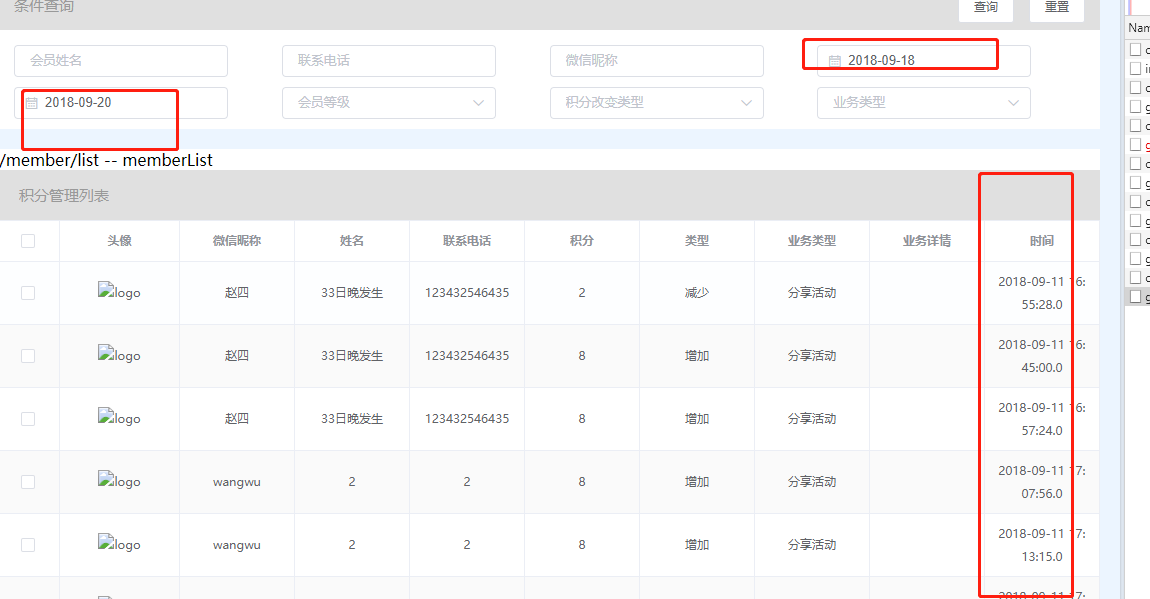 条件查询 查询 重置
会员姓名 联系电话 微信昵称 2018-09-18
2018-09-20 会员等级 积分改变类型 业务类型
/member/list -- memberList
积分管理列表
头像 微信昵称 姓名 联系电话 积分 类型 业务类型 业务详情 时间
logo 赵四 33日晚发生 123432546435 2 减少 分享活动 2018-09-11 16:
55:28.0
logo 赵四 33日晚发生 123432546435 8 增加 分享活动 2018-09-11 16:
45:00.0
logo 赵四 33日晚发生 123432546435 8 增加 分享活动 2018-09-11 16:
57:24.0
logo wangwu 2 2 8 增加 分享活动 2018-09-11 17:
07:56.0
logo wangwu 2 2 8 增加 分享活动 2018-09-11 17:
13:15.0
2018-09-11 17: